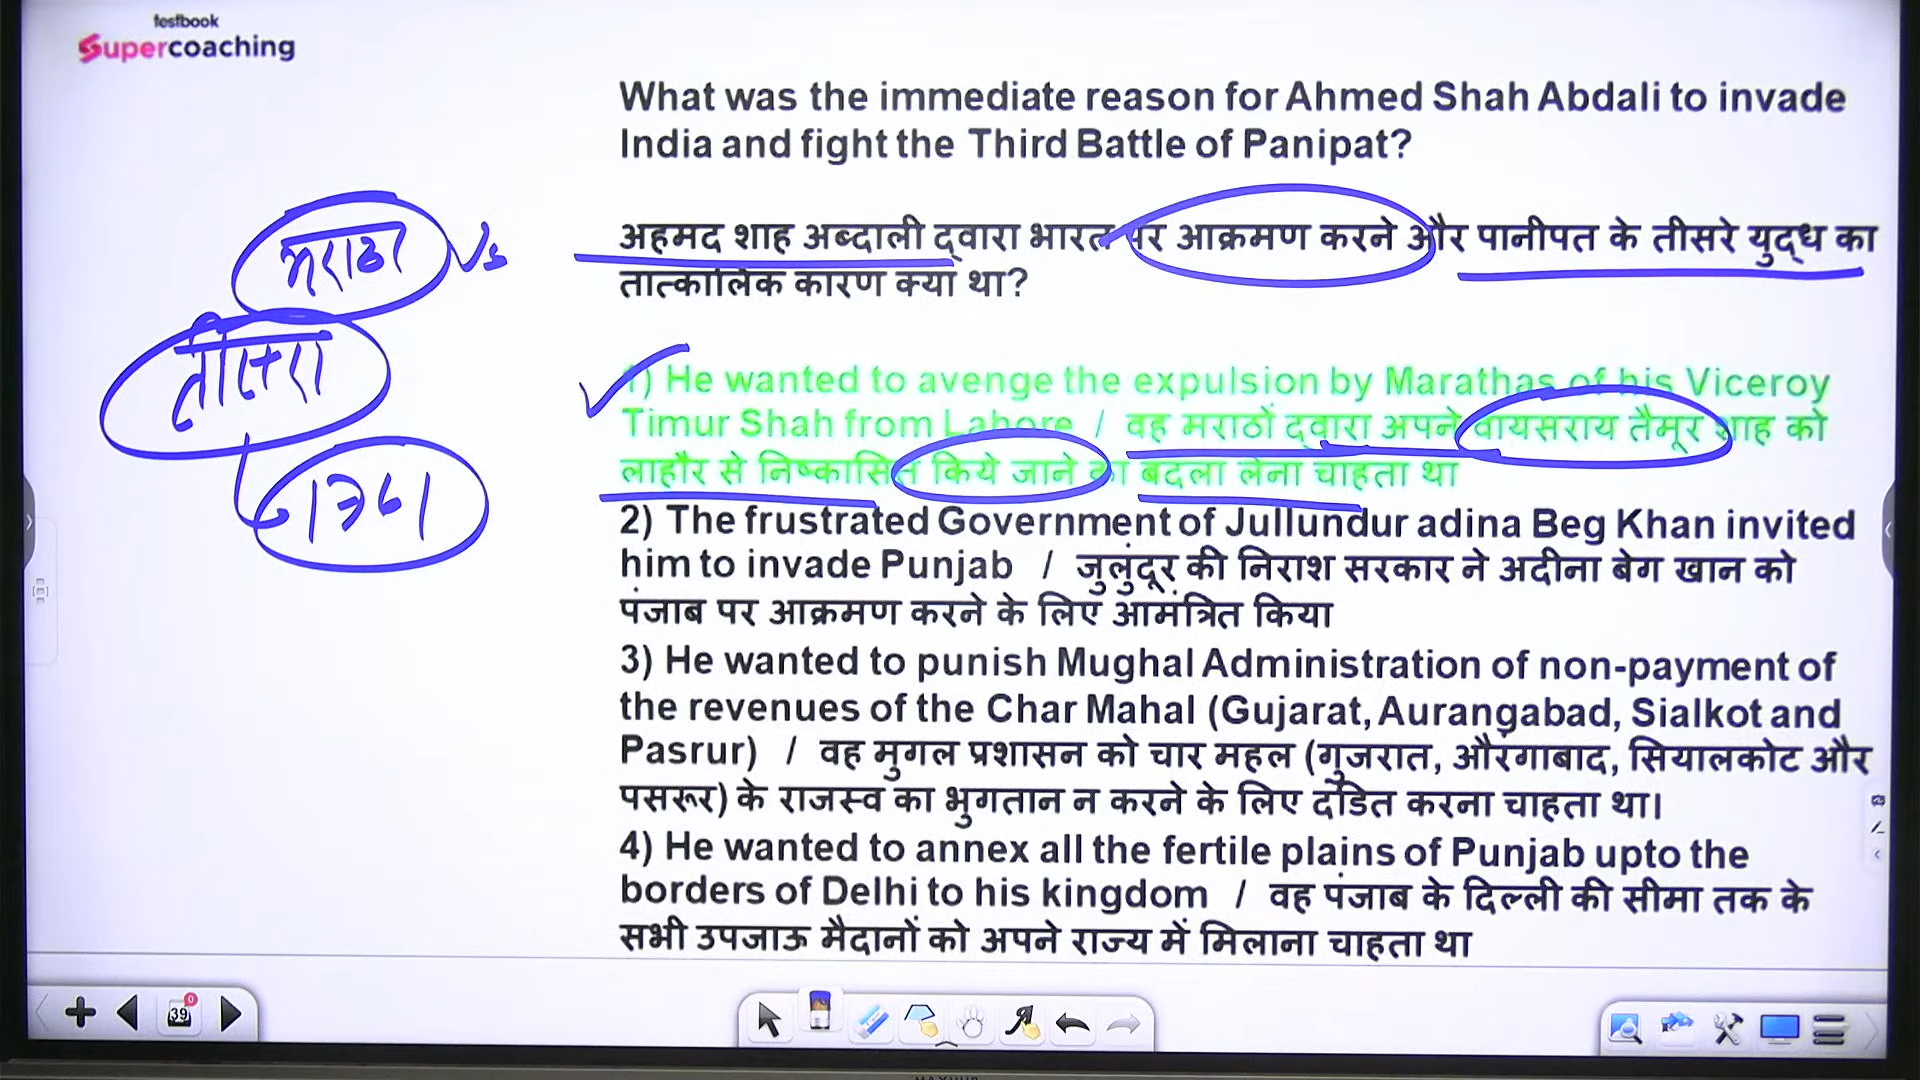 testbook
Supercoaching
What was the immediate reason for Ahmed Shah Abdali to invade
India and fight the Third Battle of Panipat?
अहमद शाह अब्दाली द्वारा भारत पर आक्रमण करने और पानीपत के तीसरे युद्ध का
तात्कालिक कारण क्या था?
मराठा Vs
तीसरा
1761
1) He wanted to avenge the expulsion by Marathas of his Viceroy
Timur Shah from Lahore / वह मराठों द्वारा अपने वायसराय तैमूर शाह को
लाहौर से निष्कासित किये जाने का बदला लेना चाहता था
2) The frustrated Government of Jullundur adina Beg Khan invited
him to invade Punjab / जुलुंदूर की निराश सरकार ने अदीना बेग खान को
पंजाब पर आक्रमण करने के लिए आमंत्रित किया
3) He wanted to punish Mughal Administration of non-payment of
the revenues of the Char Mahal (Gujarat, Aurangabad, Sialkot and
Pasrur) / वह मुगल प्रशासन को चार महल (गुजरात, औरंगाबाद, सियालकोट और
पसरूर) के राजस्व का भुगतान न करने के लिए दंडित करना चाहता था।
4) He wanted to annex all the fertile plains of Punjab upto the
borders of Delhi to his kingdom / वह पंजाब के दिल्ली की सीमा तक के
सभी उपजाऊ मैदानों को अपने राज्य में मिलाना चाहता था
39
0